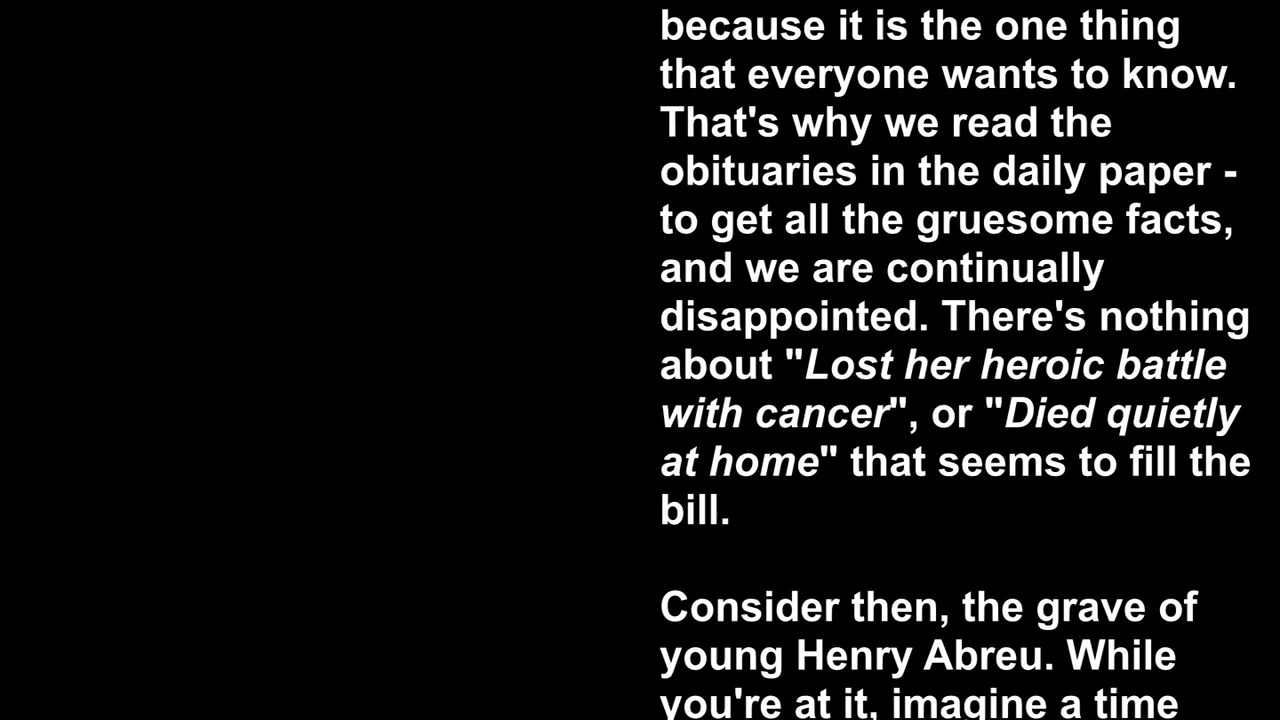 because it is the one thing
that everyone wants to know.
That's why we read the
obituaries in the daily paper -
to get all the gruesome facts,
and we are continually
disappointed. There's nothing
about "Lost her heroic battle
with cancer", or "Died quietly
at home" that seems to fill the
bill.
Consider then, the grave of
young Henry Abreu. While
you're at it, imagine a time